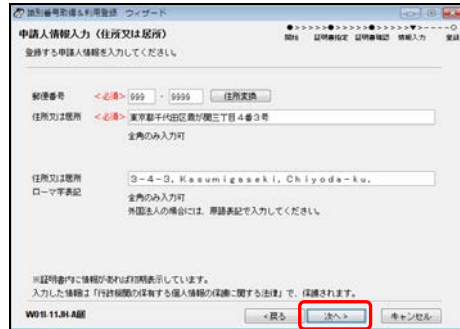 識別番号取得&利用登録 ウィザード
申請人情報入力（住所又は居所）
●>>>>>●>>>>>●>>>>>▼>-----○
開始 証明書指定 証明書確認 情報入力 登録
登録する申請人情報を入力してください。
郵便番号 <必須> 999 - 9999 住所変換
住所又は居所 <必須> 東京都千代田区霞が関三丁目４番３号
全角のみ入力可
住所又は居所 ３－４－３，Ｋａｓｕｍｉｇａｓｅｋｉ，Ｃｈｉｙｏｄａ－ｋｕ，
ローマ字表記
全角のみ入力可
外国法人の場合には、原語表記で入力してください。
※証明書内に情報があれば初期表示しています。
入力した情報は「行政機関の保有する個人情報の保護に関する法律」で、保護されます。
W01I-11JH-A画
<戻る 次へ> キャンセル